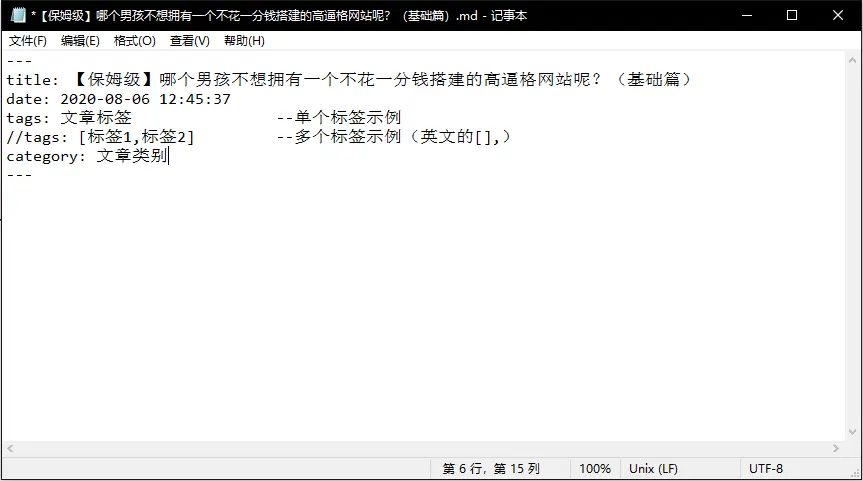 *【保姆级】哪个男孩不想拥有一个不花一分钱搭建的高逼格网站呢？（基础篇）.md - 记事本
文件(F) 编辑(E) 格式(O) 查看(V) 帮助(H)
---
title: 【保姆级】哪个男孩不想拥有一个不花一分钱搭建的高逼格网站呢？（基础篇）
date: 2020-08-06 12:45:37
tags: 文章标签 --单个标签示例
//tags: [标签1,标签2] --多个标签示例（英文的[],）
category: 文章类别
---
第 6 行，第 15 列 100% Unix (LF) UTF-8